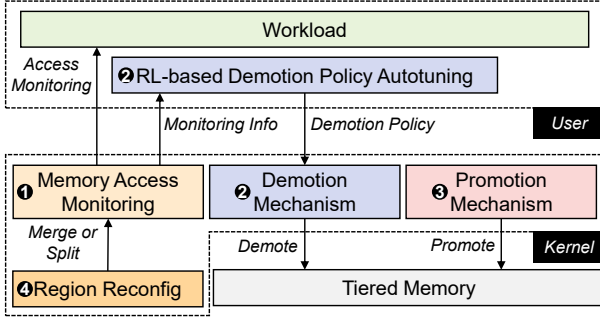 Workload
Access
Monitoring
❷RL-based Demotion Policy Autotuning
Monitoring Info
Demotion Policy
User
❶ Memory Access
Monitoring
❷ Demotion
Mechanism
❸ Promotion
Mechanism
Merge or
Split
Demote
Promote
Kernel
❹Region Reconfig
Tiered Memory